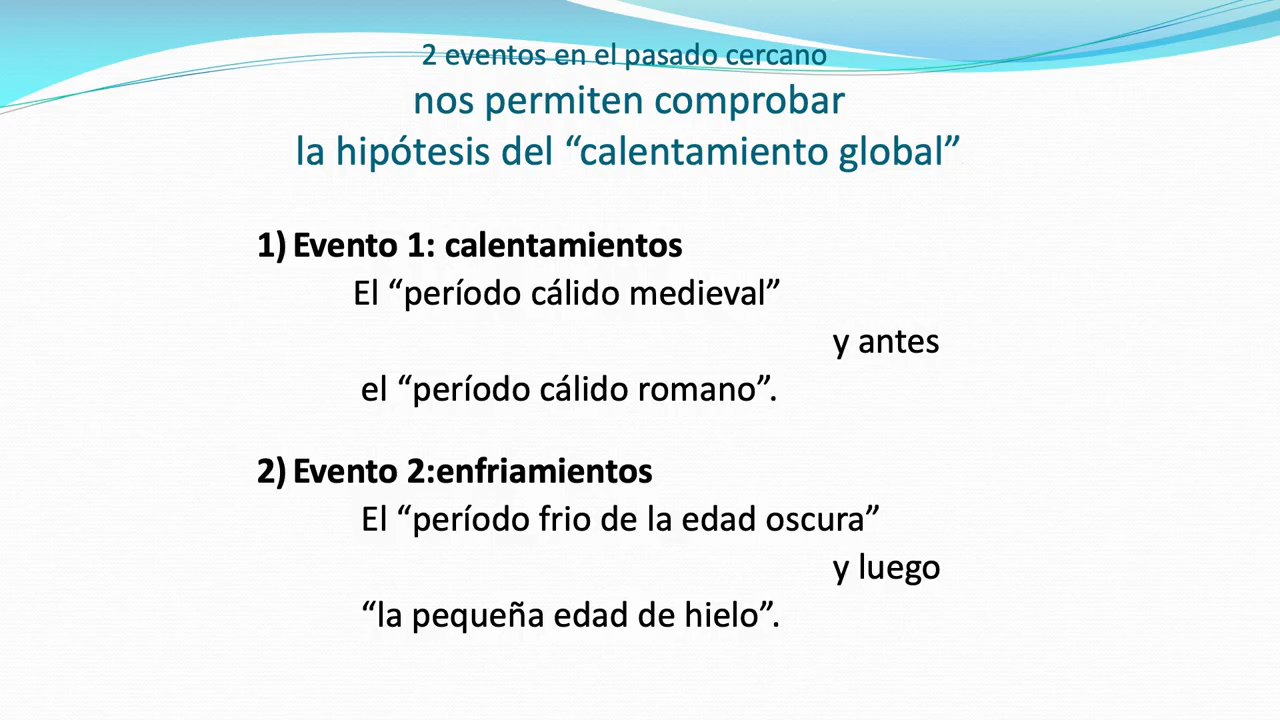 2 eventos en el pasado cercano
nos permiten comprobar
la hipótesis del “calentamiento global”
1) Evento 1: calentamientos
El “período cálido medieval”
y antes
el “período cálido romano”.
2) Evento 2:enfriamientos
El “período frio de la edad oscura”
y luego
“la pequeña edad de hielo”.